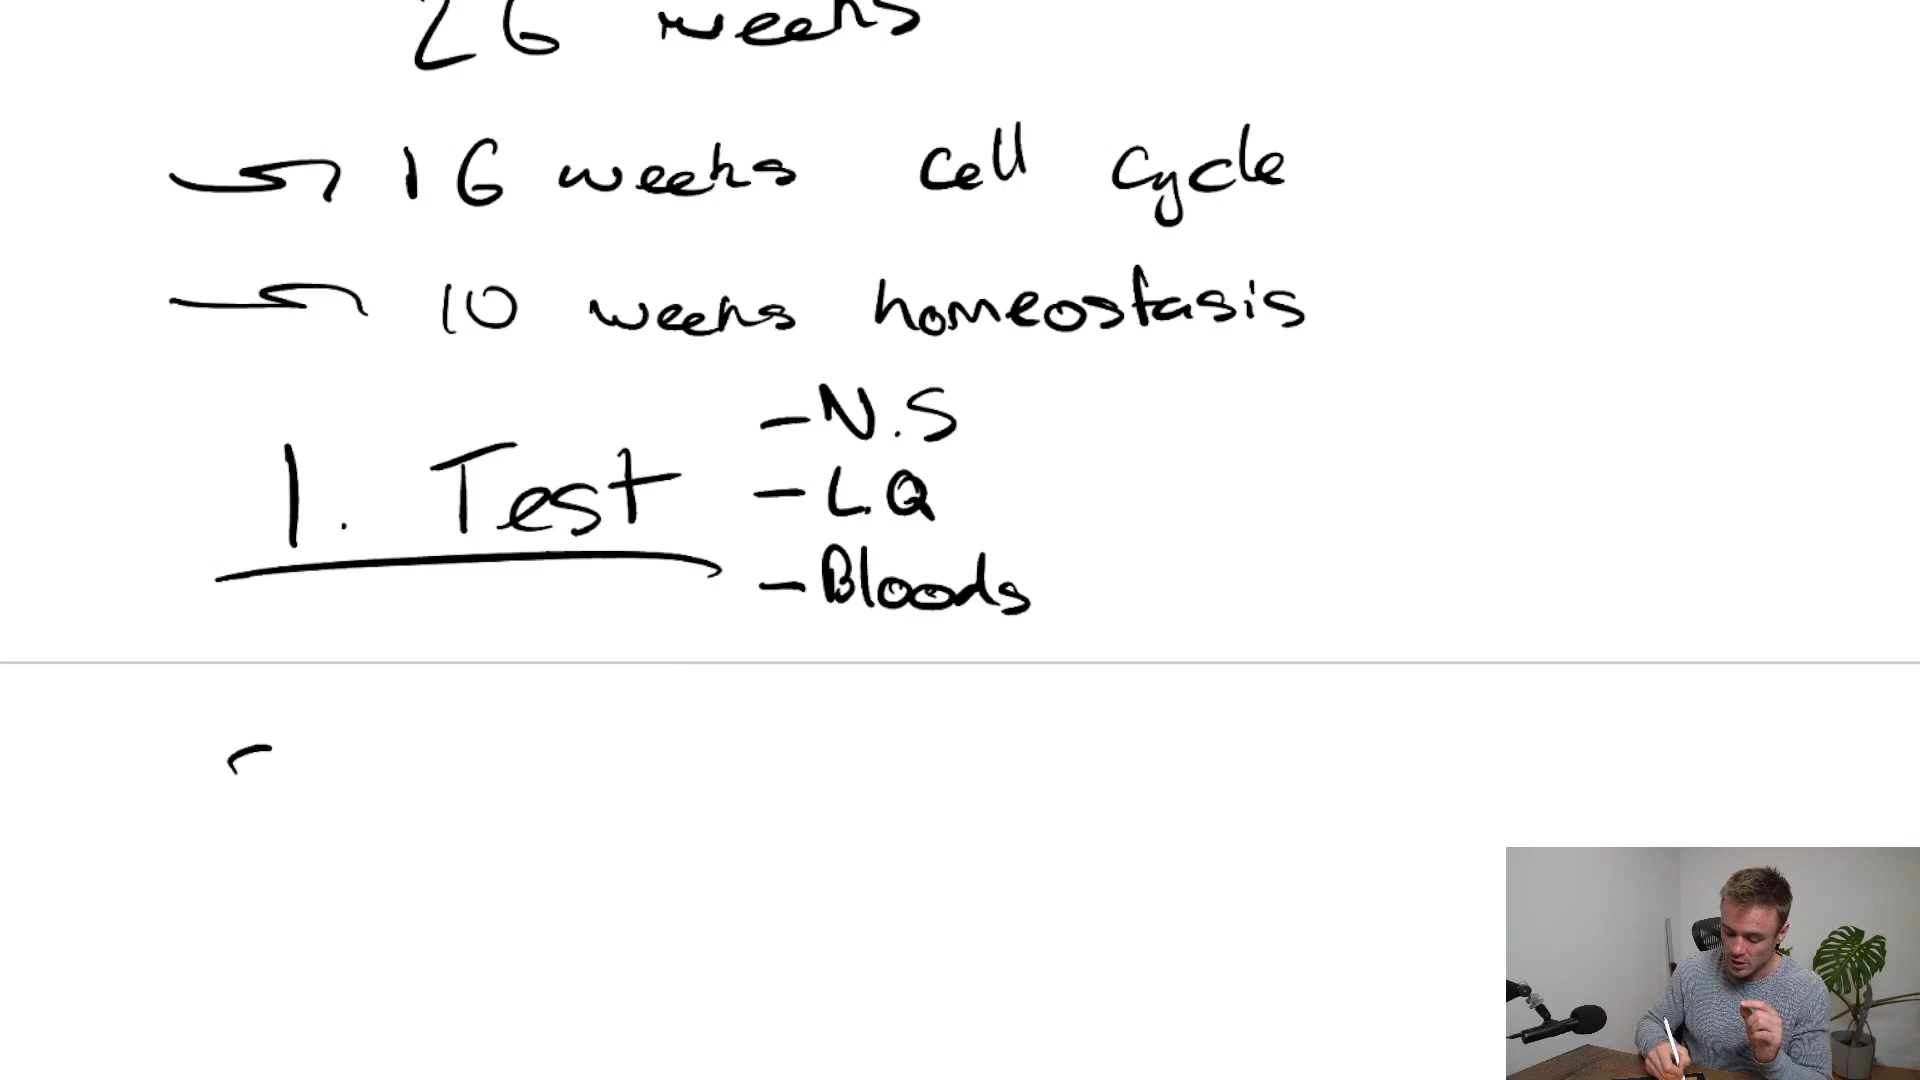 26 weeks
16 weeks cell cycle
10 weeks homeostasis
1. Test
- N.S
- L.Q
- Bloods